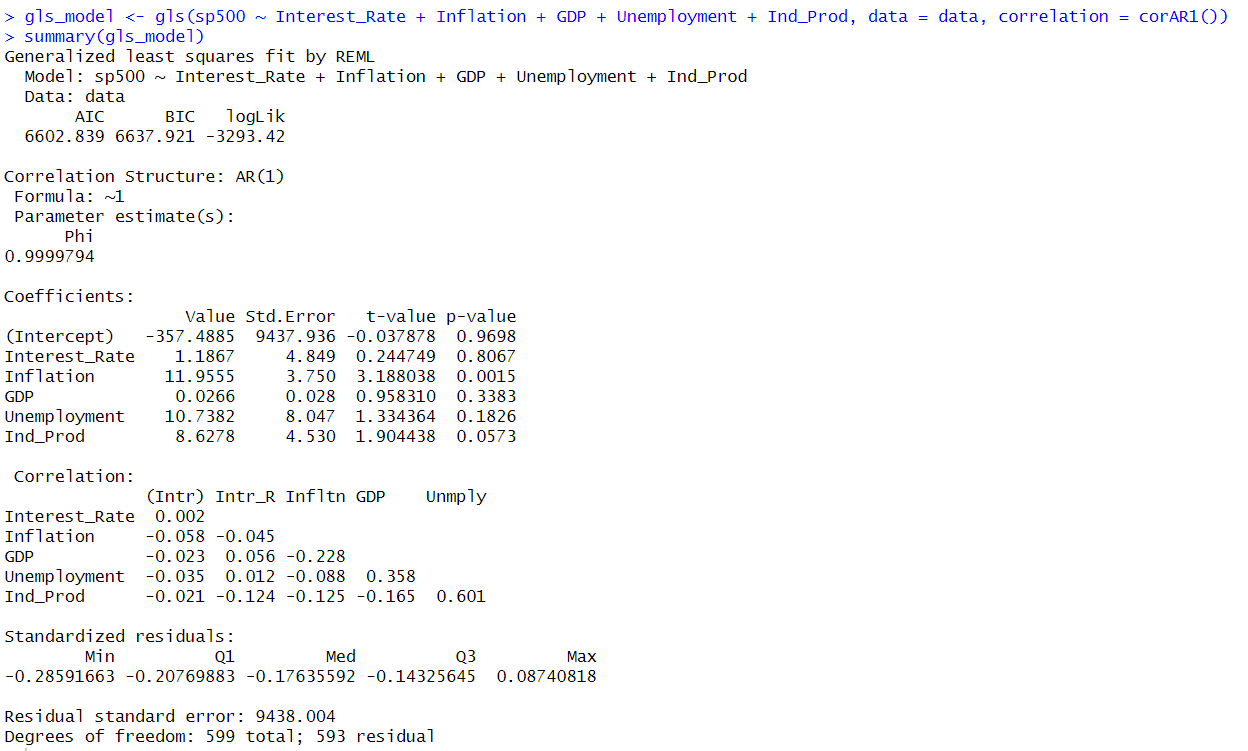 > gls_model <- gls(sp500 ~ Interest_Rate + Inflation + GDP + Unemployment + Ind_Prod, data = data, correlation = corAR1())
> summary(gls_model)
Generalized least squares fit by REML
  Model: sp500 ~ Interest_Rate + Inflation + GDP + Unemployment + Ind_Prod
  Data: data
       AIC      BIC   logLik
  6602.839 6637.921 -3293.42

Correlation Structure: AR(1)
 Formula: ~1
 Parameter estimate(s):
      Phi
0.9999794

Coefficients:
                  Value Std.Error   t-value p-value
(Intercept)   -357.4885  9437.936 -0.037878  0.9698
Interest_Rate    1.1867     4.849  0.244749  0.8067
Inflation       11.9555     3.750  3.188038  0.0015
GDP              0.0266     0.028  0.958310  0.3383
Unemployment    10.7382     8.047  1.334364  0.1826
Ind_Prod         8.6278     4.530  1.904438  0.0573

 Correlation:
              (Intr) Intr_R Infltn GDP    Unmply
Interest_Rate  0.002
Inflation     -0.058 -0.045
GDP           -0.023  0.056 -0.228
Unemployment  -0.035  0.012 -0.088  0.358
Ind_Prod      -0.021 -0.124 -0.125 -0.165  0.601

Standardized residuals:
        Min          Q1         Med          Q3         Max
-0.28591663 -0.20769883 -0.17635592 -0.14325645  0.08740818

Residual standard error: 9438.004
Degrees of freedom: 599 total; 593 residual